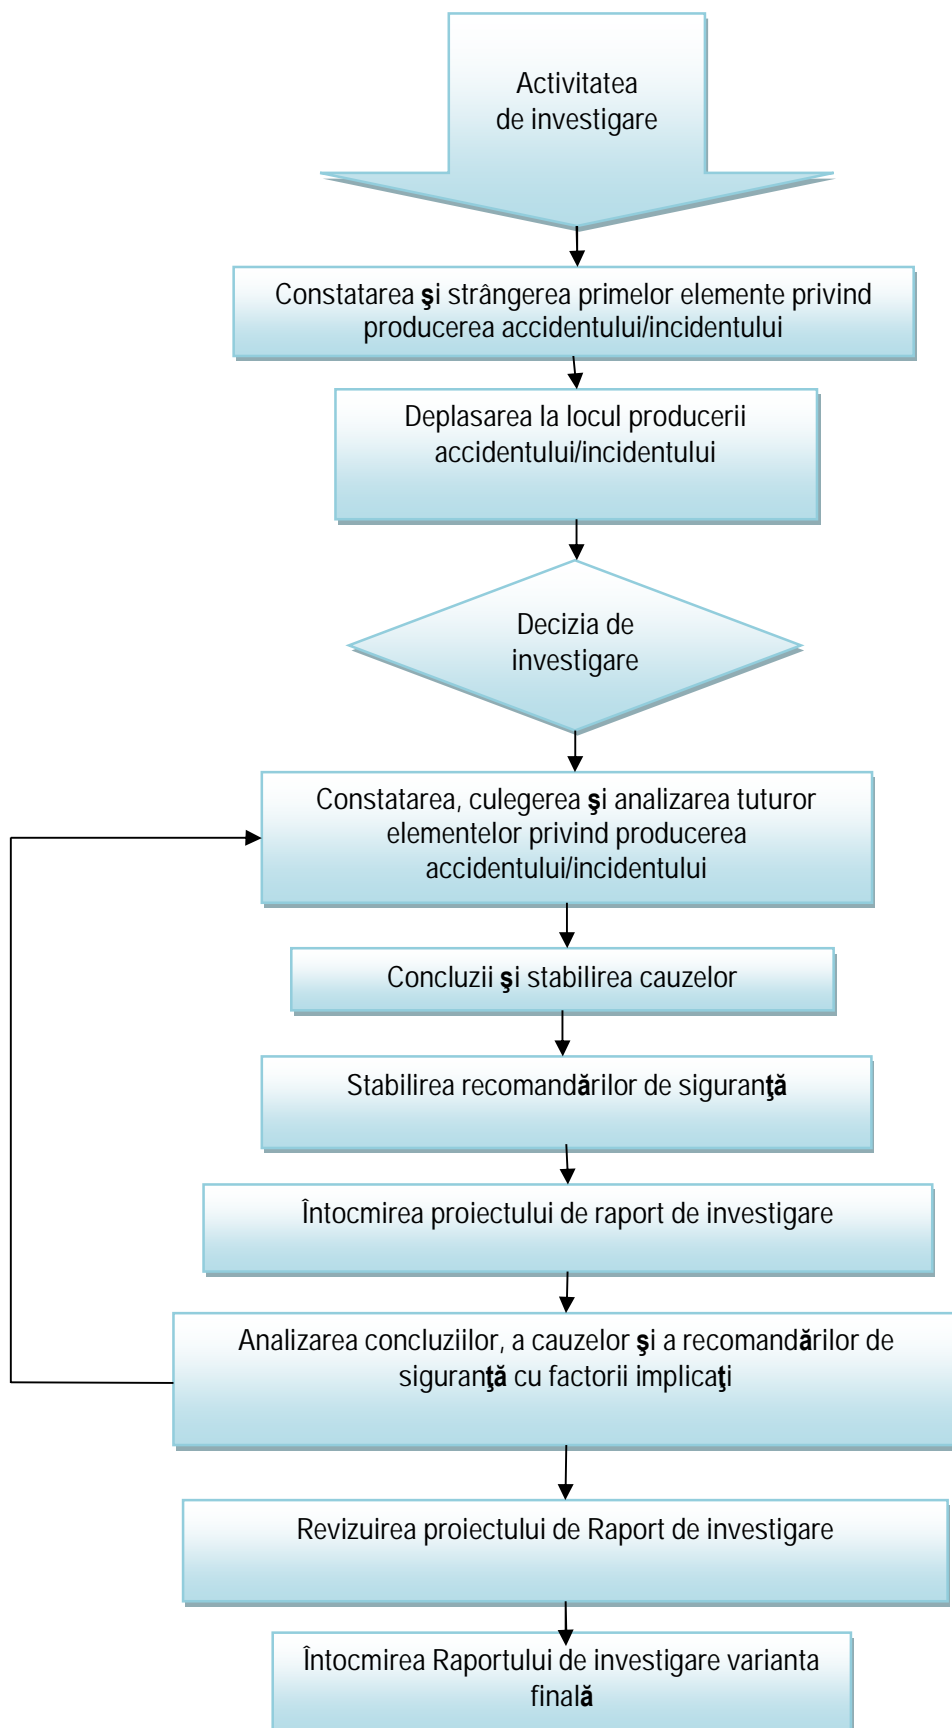 Activitatea
de investigare
Constatarea şi strângerea primelor elemente privind
producerea accidentului/incidentului
Deplasarea la locul producerii
accidentului/incidentului
Decizia de
investigare
Constatarea, culegerea şi analizarea tuturor
elementelor privind producerea
accidentului/incidentului
Concluzii şi stabilirea cauzelor
Stabilirea recomandărilor de siguranţă
Întocmirea proiectului de raport de investigare
Analizarea concluziilor, a cauzelor şi a recomandărilor de
siguranţă cu factorii implicaţi
Revizuirea proiectului de Raport de investigare
Întocmirea Raportului de investigare varianta
finală